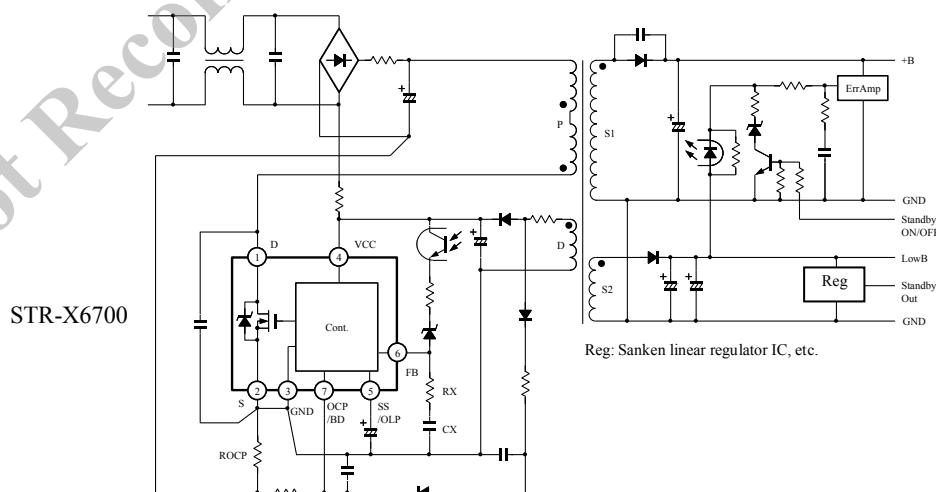 ot Recon
+B
ErrAmp
P
S1
GND
Standby
ON/OFF
D
D
VCC
1
4
LowB
S2
Reg
Standby
Out
STR-X6700
Cont.
GND
6
FB
Reg: Sanken linear regulator IC, etc.
2
3
7
5
RX
S
GND
OCP
/BD
SS
/OLP
CX
ROCP